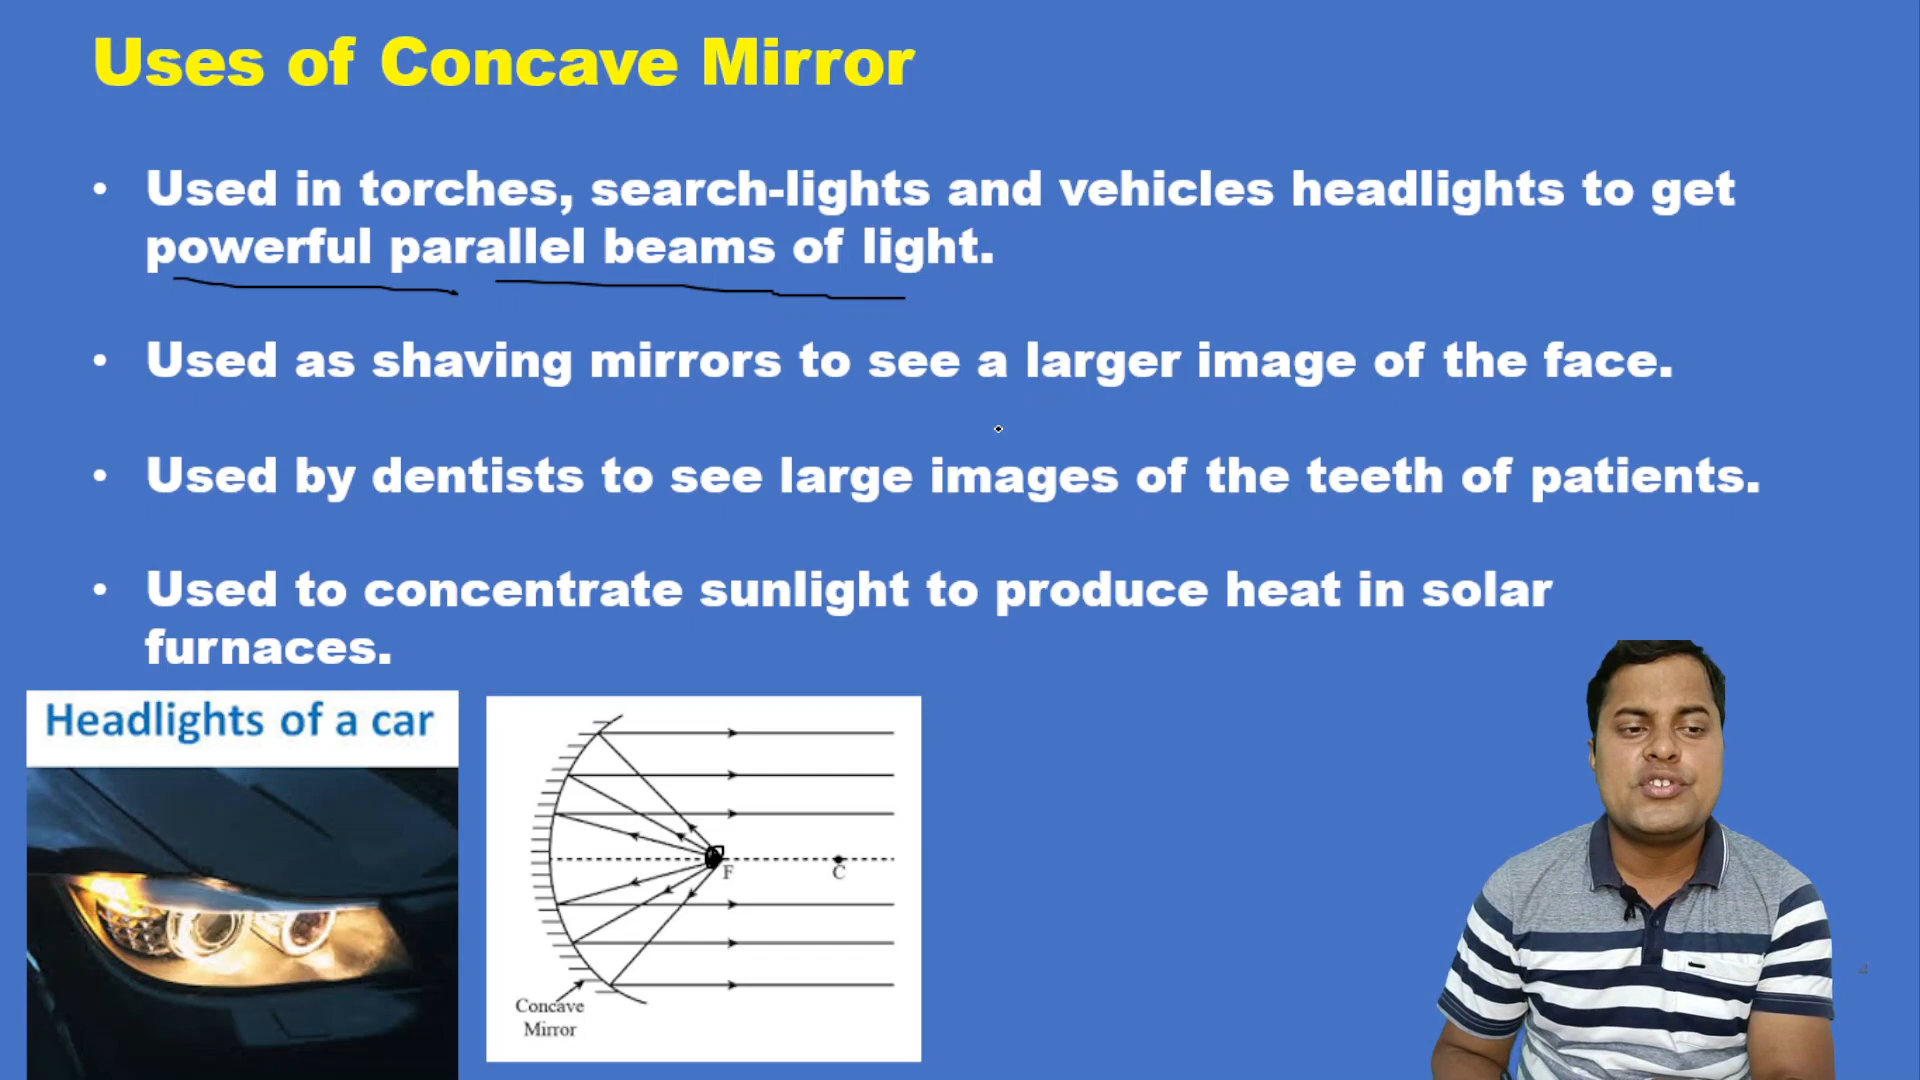 Uses of Concave Mirror
• Used in torches, search-lights and vehicles headlights to get
powerful parallel beams of light.
• Used as shaving mirrors to see a larger image of the face.
• Used by dentists to see large images of the teeth of patients.
• Used to concentrate sunlight to produce heat in solar
furnaces.
Headlights of a car
F
C
Concave
Mirror